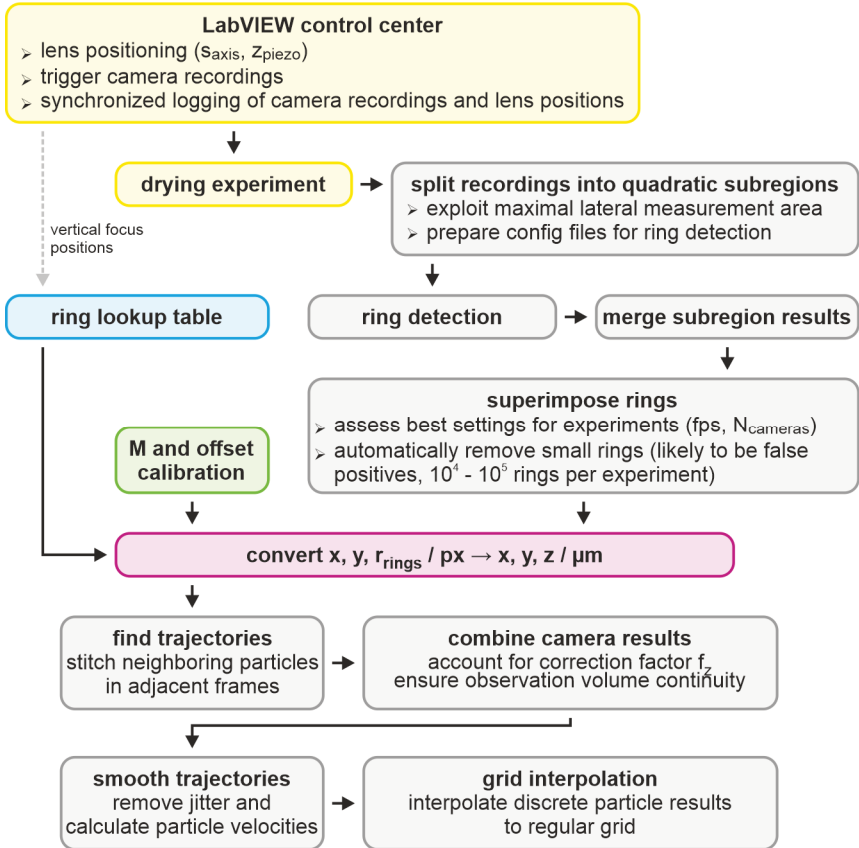 LabVIEW control center
➢ lens positioning (s_axis, z_piezo)
➢ trigger camera recordings
➢ synchronized logging of camera recordings and lens positions
drying experiment
split recordings into quadratic subregions
➢ exploit maximal lateral measurement area
➢ prepare config files for ring detection
vertical focus
positions
ring lookup table
ring detection
merge subregion results
superimpose rings
➢ assess best settings for experiments (fps, N_cameras)
➢ automatically remove small rings (likely to be false
positives, 10⁴ - 10⁵ rings per experiment)
M and offset
calibration
convert x, y, r_rings / px → x, y, z / µm
find trajectories
stitch neighboring particles
in adjacent frames
combine camera results
account for correction factor f_z
ensure observation volume continuity
smooth trajectories
remove jitter and
calculate particle velocities
grid interpolation
interpolate discrete particle results
to regular grid